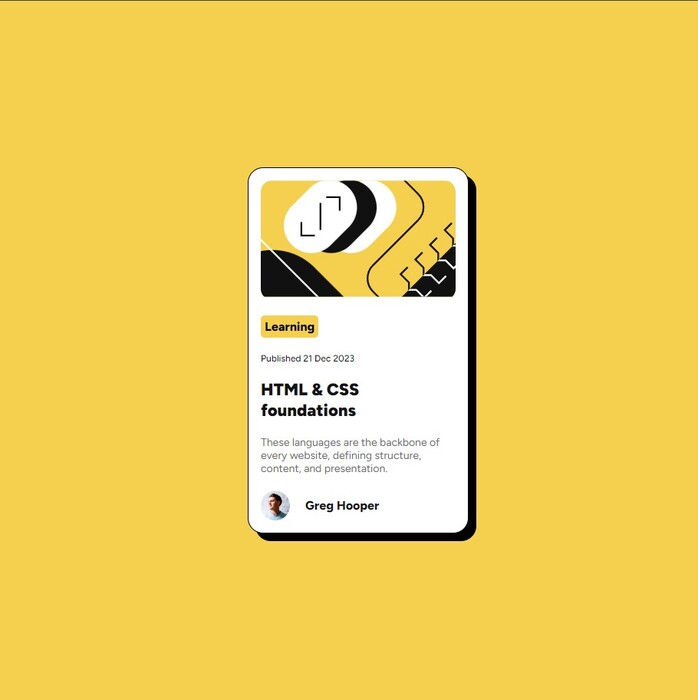 Learning
Published 21 Dec 2023
HTML & CSS
foundations
These languages are the backbone of
every website, defining structure,
content, and presentation.
Greg Hooper